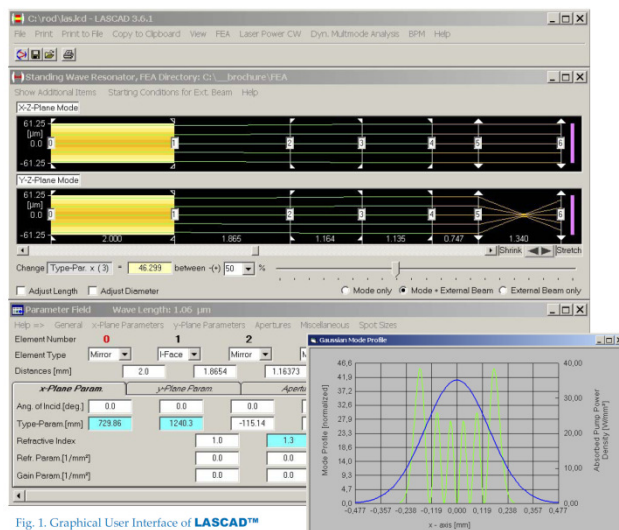 C:\rod\las.lcd - LASCAD 3.6.1
File Print Print to File Copy to Clipboard View FEA Laser Power CW Dyn. Multmode Analysis BPM Help
Standing Wave Resonator, FEA Directory: C:\__brochure\FEA
Show Additional Items Starting Conditions for Ext. Beam Help
X-Z-Plane Mode
61.25
[µm]
0.0 0 1 2 3 4 5 6
-61.25
Y-Z-Plane Mode
61.25
[µm]
0.0 0 1 2 3 4 5 6
-61.25
2.000 1.865 1.164 1.135 0.747 1.340
Shrink Stretch
Change Type-Par. x (3) = 46.299 between -(+) 50 %
Adjust Length Adjust Diameter Mode only Mode + External Beam External Beam only
Parameter Field Wave Length: 1.06 µm
Help => General x-Plane Parameters y-Plane Parameters Apertures Miscellaneous Spot Sizes
Element Number 0 1 2
Element Type Mirror I-Face Mirror M
Distances [mm] 2.0 1.8654 1.16373
x-Plane Param. y-Plane Param. Apertu
Ang. of Incid.[deg.] 0.0 0.0
Type-Param.[mm] 729.86 1240.3 -115.14
Refractive Index 1.0 1.3
Refr. Param.[1/mm²] 0.0 0.0
Gain Param.[1/mm²] 0.0 0.0
Gaussian Mode Profile
Mode Profile [normalized]
46,6
41,9
37,2
32,6
27,9
23,3
18,6
14,0
9,3
4,7
0,0
40,00
30,00
20,00
10,00
0,00
Absorbed Pump Power
Density [W/mm³]
-0,477 -0,357 -0,238 -0,119 0,000 0,119 0,238 0,357 0,477
x - axis [mm]
Fig. 1. Graphical User Interface of LASCAD™